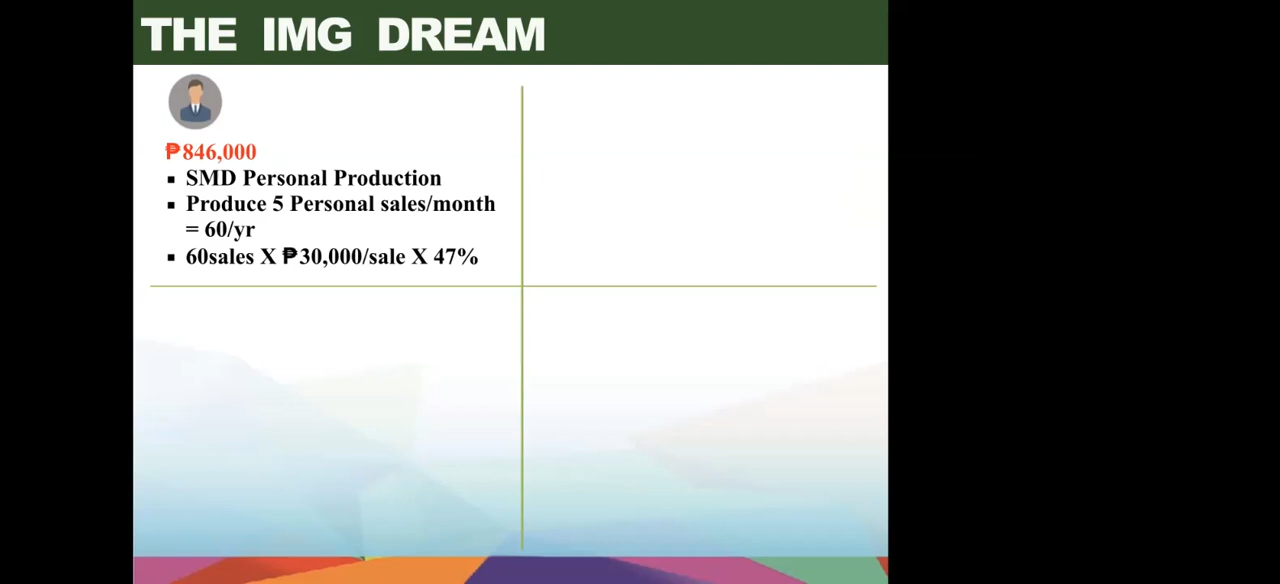 THE IMG DREAM
₱846,000
▪ SMD Personal Production
▪ Produce 5 Personal sales/month
= 60/yr
▪ 60sales X ₱30,000/sale X 47%